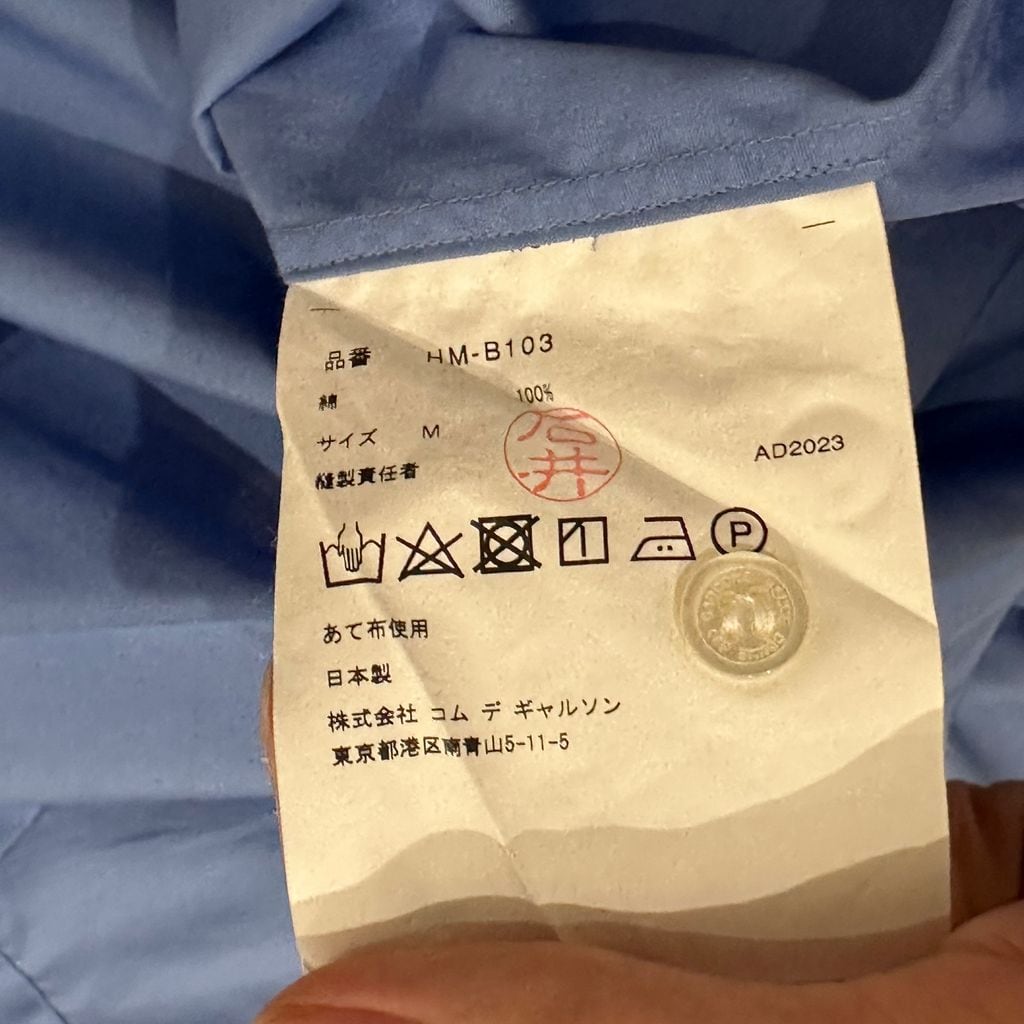 品番 HM-B103
綿 100%
サイズ M
石井
AD2023
縫製責任者
P
あて布使用
日本製
株式会社 コム デ ギャルソン
東京都港区南青山5-11-5